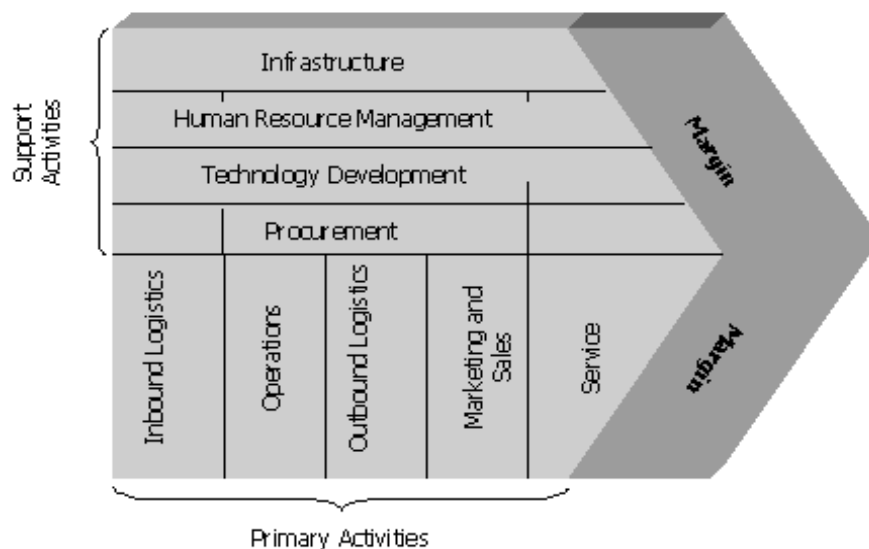 Support
Activities
Infrastructure
Human Resource Management
Technology Development
Procurement
Margin
Inbound Logistics
Operations
Outbound Logistics
Marketing and
Sales
Service
Margin
Primary Activities